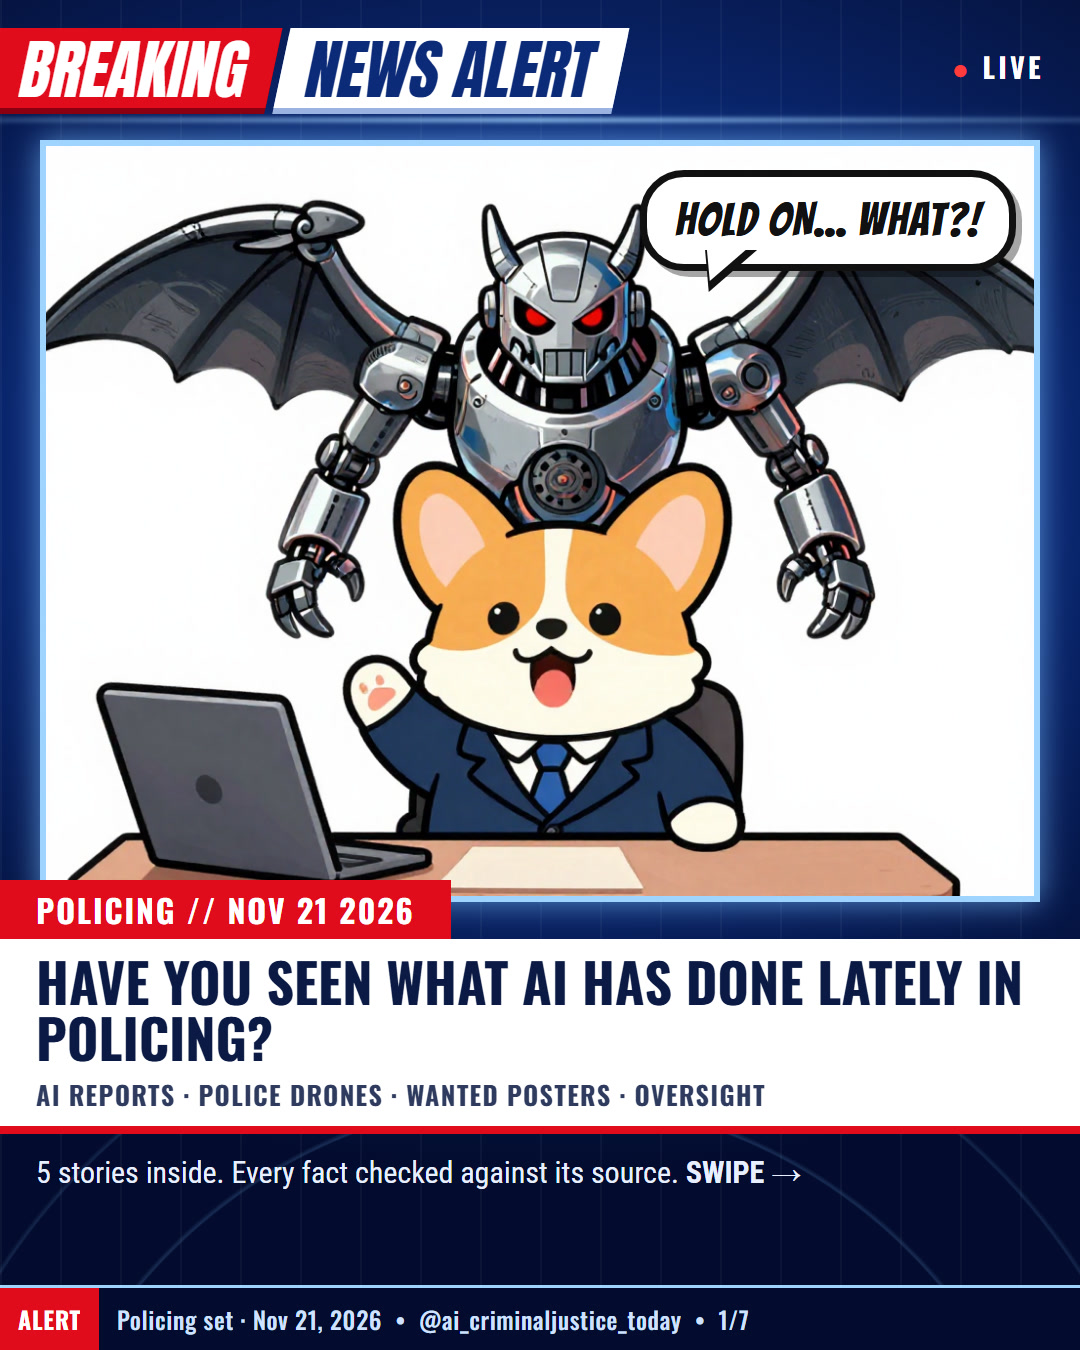 BREAKING NEWS ALERT
LIVE
HOLD ON... WHAT?!
POLICING // NOV 21 2026
HAVE YOU SEEN WHAT AI HAS DONE LATELY IN
POLICING?
AI REPORTS · POLICE DRONES · WANTED POSTERS · OVERSIGHT
5 stories inside. Every fact checked against its source. SWIPE →
ALERT Policing set · Nov 21, 2026 • @ai_criminaljustice_today • 1/7